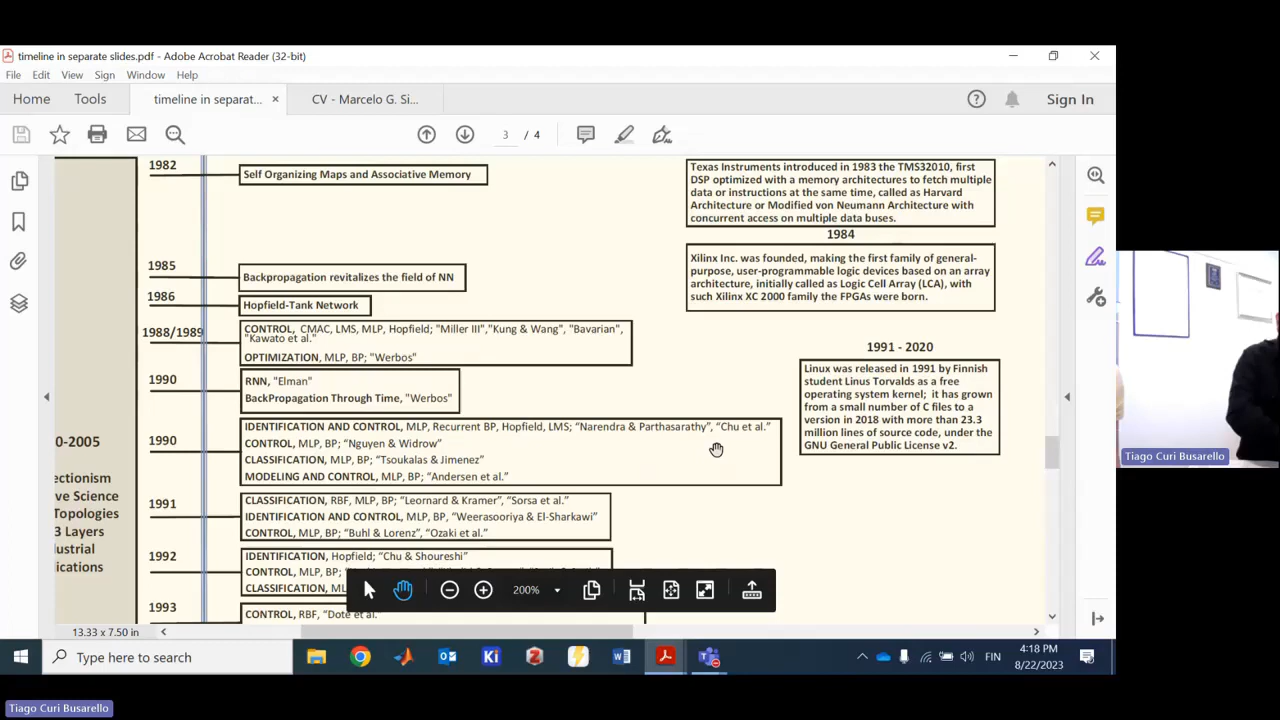 timeline in separate slides.pdf - Adobe Acrobat Reader (32-bit)
File Edit View Sign Window Help
Home Tools timeline in separat... × CV - Marcelo G. Si... Sign In
3 / 4
1982
Self Organizing Maps and Associative Memory
1985
Backpropagation revitalizes the field of NN
1986
Hopfield-Tank Network
1988/1989
CONTROL, CMAC, LMS, MLP, Hopfield; "Miller III","Kung & Wang", "Bavarian",
"Kawato et al."
OPTIMIZATION, MLP, BP; "Werbos"
1990
RNN, "Elman"
BackPropagation Through Time, "Werbos"
1990
IDENTIFICATION AND CONTROL, MLP, Recurrent BP, Hopfield, LMS; “Narendra & Parthasarathy”, “Chu et al.”
CONTROL, MLP, BP; “Nguyen & Widrow”
CLASSIFICATION, MLP, BP; “Tsoukalas & Jimenez”
MODELING AND CONTROL, MLP, BP; “Andersen et al.”
1991
CLASSIFICATION, RBF, MLP, BP; “Leornard & Kramer”, “Sorsa et al.”
IDENTIFICATION AND CONTROL, MLP, BP, “Weerasooriya & El-Sharkawi”
CONTROL, MLP, BP; “Buhl & Lorenz”, “Ozaki et al.”
1992
IDENTIFICATION, Hopfield; “Chu & Shoureshi”
CONTROL, MLP, BP;
CLASSIFICATION, ML
1993
CONTROL, RBF, “Dote et al.”
0-2005
ectionism
ve Science
Topologies
3 Layers
lustrial
lications
Texas Instruments introduced in 1983 the TMS32010, first
DSP optimized with a memory architectures to fetch multiple
data or instructions at the same time, called as Harvard
Architecture or Modified von Neumann Architecture with
concurrent access on multiple data buses.
1984
Xilinx Inc. was founded, making the first family of general-
purpose, user-programmable logic devices based on an array
architecture, initially called as Logic Cell Array (LCA), with
such Xilinx XC 2000 family the FPGAs were born.
1991 - 2020
Linux was released in 1991 by Finnish
student Linus Torvalds as a free
operating system kernel; it has grown
from a small number of C files to a
version in 2018 with more than 23.3
million lines of source code, under the
GNU General Public License v2.
200%
13.33 x 7.50 in
Type here to search
Ki
FIN
4:18 PM
8/22/2023
Tiago Curi Busarello
Tiago Curi Busarello